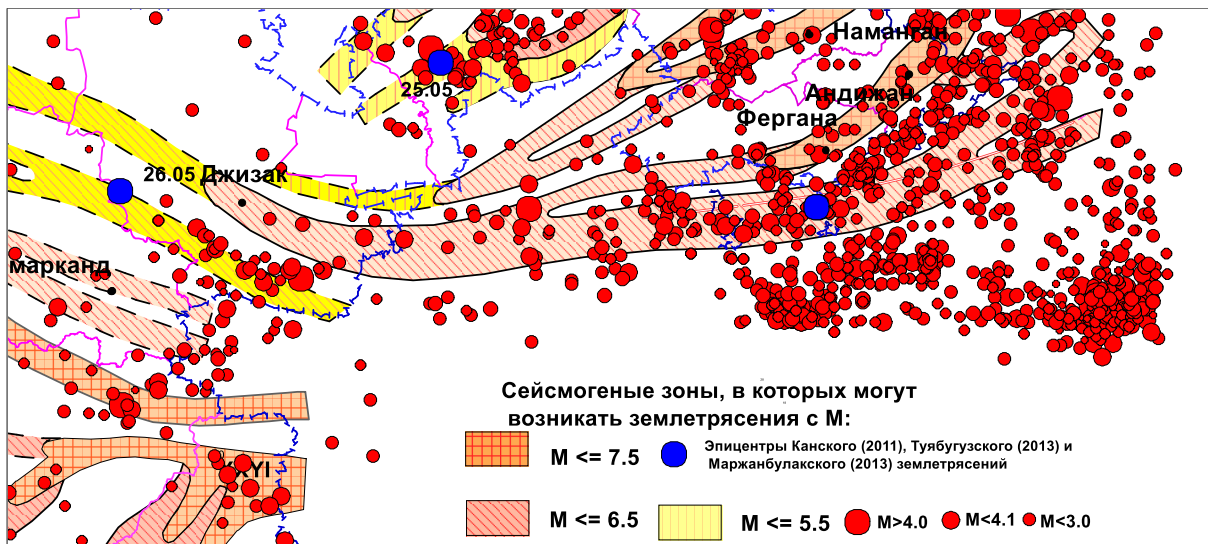 Наманган
25.05
Андижан
Фергана
26.05 Джизак
марканд
XXYI
Сейсмогеные зоны, в которых могут
возникать землетрясения с М:
М <= 7.5
Эпицентры Канского (2011), Туябугузского (2013) и
Маржанбулакского (2013) землетрясений
М <= 6.5
М <= 5.5
М>4.0
М<4.1
М<3.0